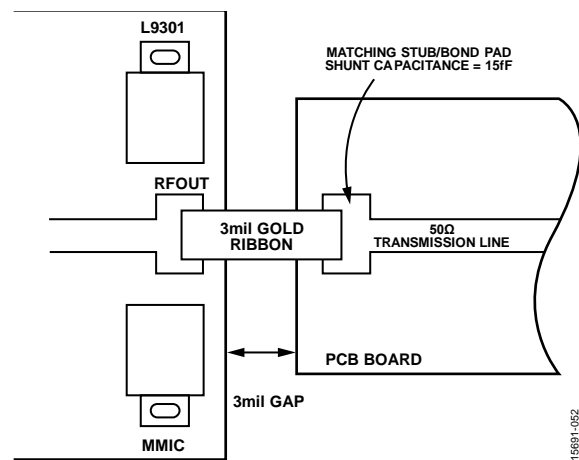 L9301
MATCHING STUB/BOND PAD
SHUNT CAPACITANCE = 15fF
RFOUT
3mil GOLD
RIBBON
50Ω
TRANSMISSION LINE
PCB BOARD
3mil GAP
MMIC
15691-052